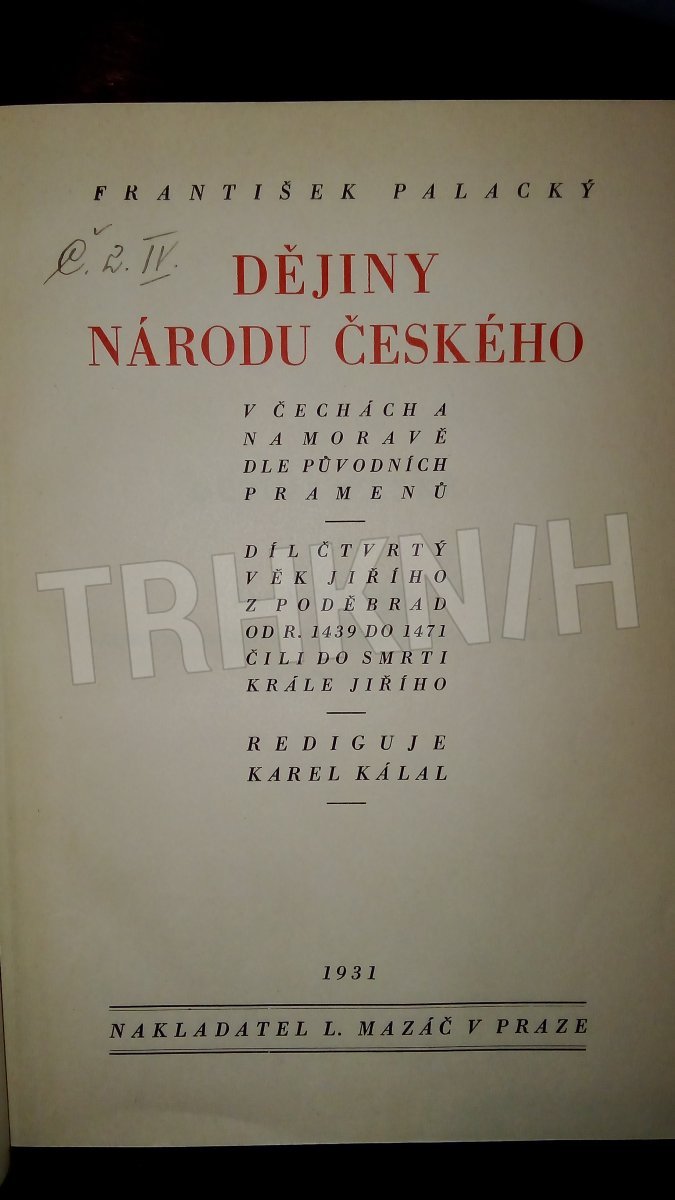 FRANTIŠEK PALACKÝ
Č. 2. IV.
DĚJINY
NÁRODU ČESKÉHO
V ČECHÁCH A
NA MORAVĚ
DLE PŮVODNÍCH
PRAMENŮ
DÍL ČTVRTÝ
VĚK JIŘÍHO
Z PODĚBRAD
OD R. 1439 DO 1471
ČILI DO SMRTI
KRÁLE JIŘÍHO
REDIGUJE
KAREL KÁLAL
1931
NAKLADATEL L. MAZÁČ V PRAZE
TRHKNIH